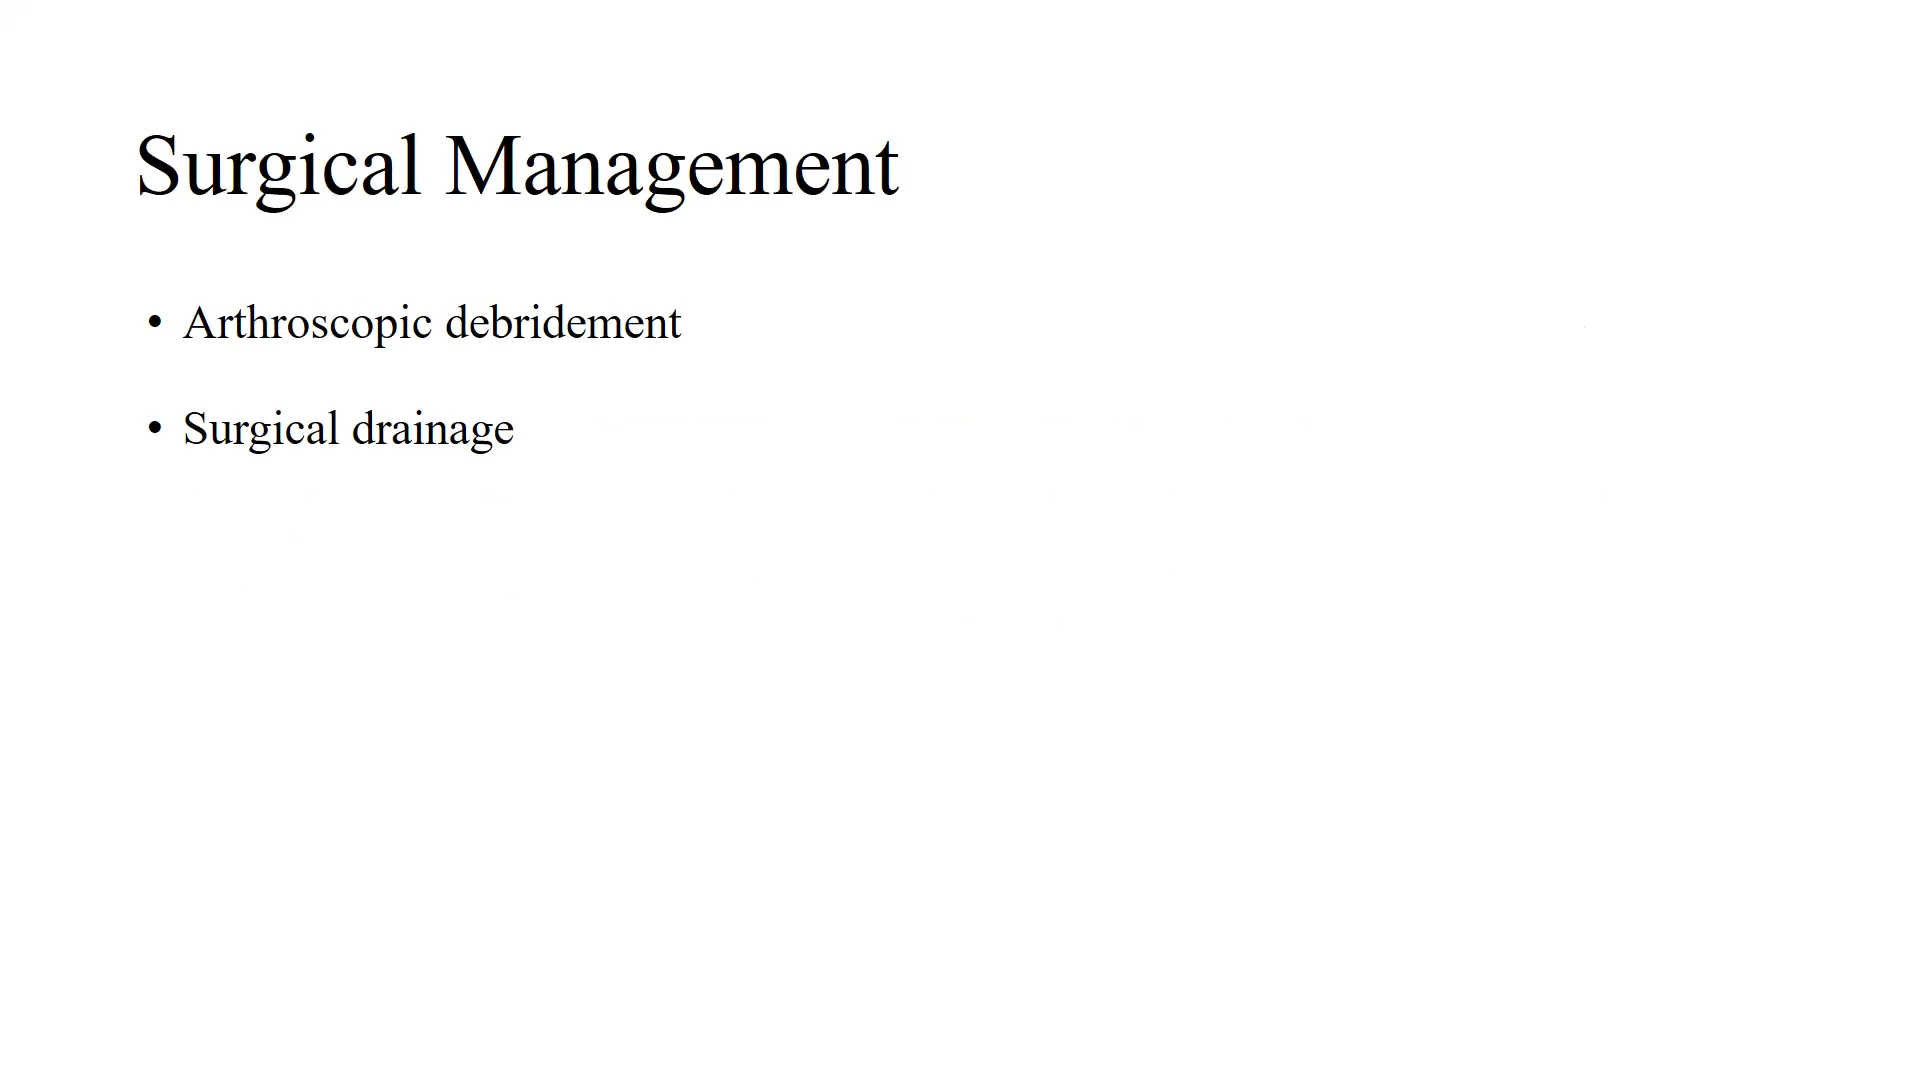 Surgical Management
• Arthroscopic debridement
• Surgical drainage